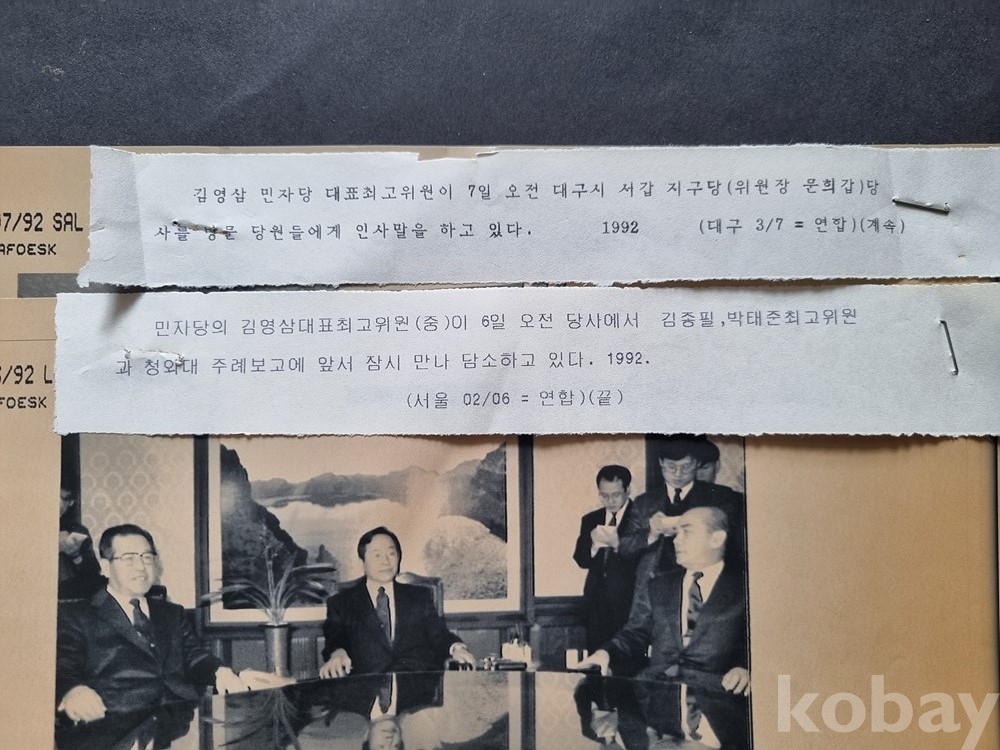 김영삼 민자당 대표최고위원이 7일 오전 대구시 서갑 지구당(위원장 문희갑)당
사를 방문 당원들에게 인사말을 하고 있다. 1992 (대구 3/7 = 연합)(계속)
7/92 SAL
AFOESK
민자당의 김영삼대표최고위원(중)이 6일 오전 당사에서 김종필,박태준최고위원
과 청와대 주례보고에 앞서 잠시 만나 담소하고 있다. 1992.
(서울 02/06 = 연합)(끝)
/92 L
FOESK
kobay